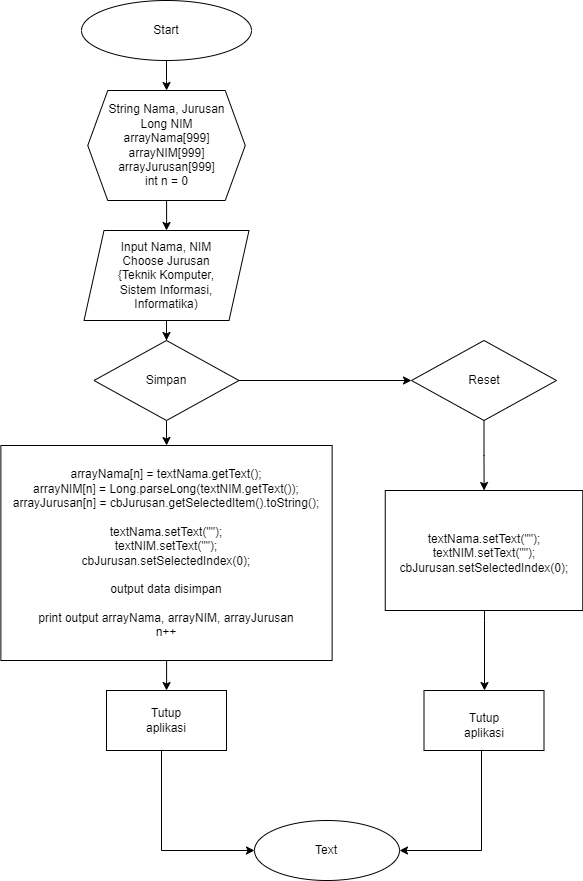 Start
String Nama, Jurusan
Long NIM
arrayNama[999]
arrayNIM[999]
arrayJurusan[999]
int n = 0
Input Nama, NIM
Choose Jurusan
{Teknik Komputer,
Sistem Informasi,
Informatika)
Simpan
Reset
arrayNama[n] = textNama.getText();
arrayNIM[n] = Long.parseLong(textNIM.getText());
arrayJurusan[n] = cbJurusan.getSelectedItem().toString();
textNama.setText("");
textNIM.setText("");
cbJurusan.setSelectedIndex(0);
output data disimpan
print output arrayNama, arrayNIM, arrayJurusan
n++
textNama.setText("");
textNIM.setText("");
cbJurusan.setSelectedIndex(0);
Tutup
aplikasi
Tutup
aplikasi
Text